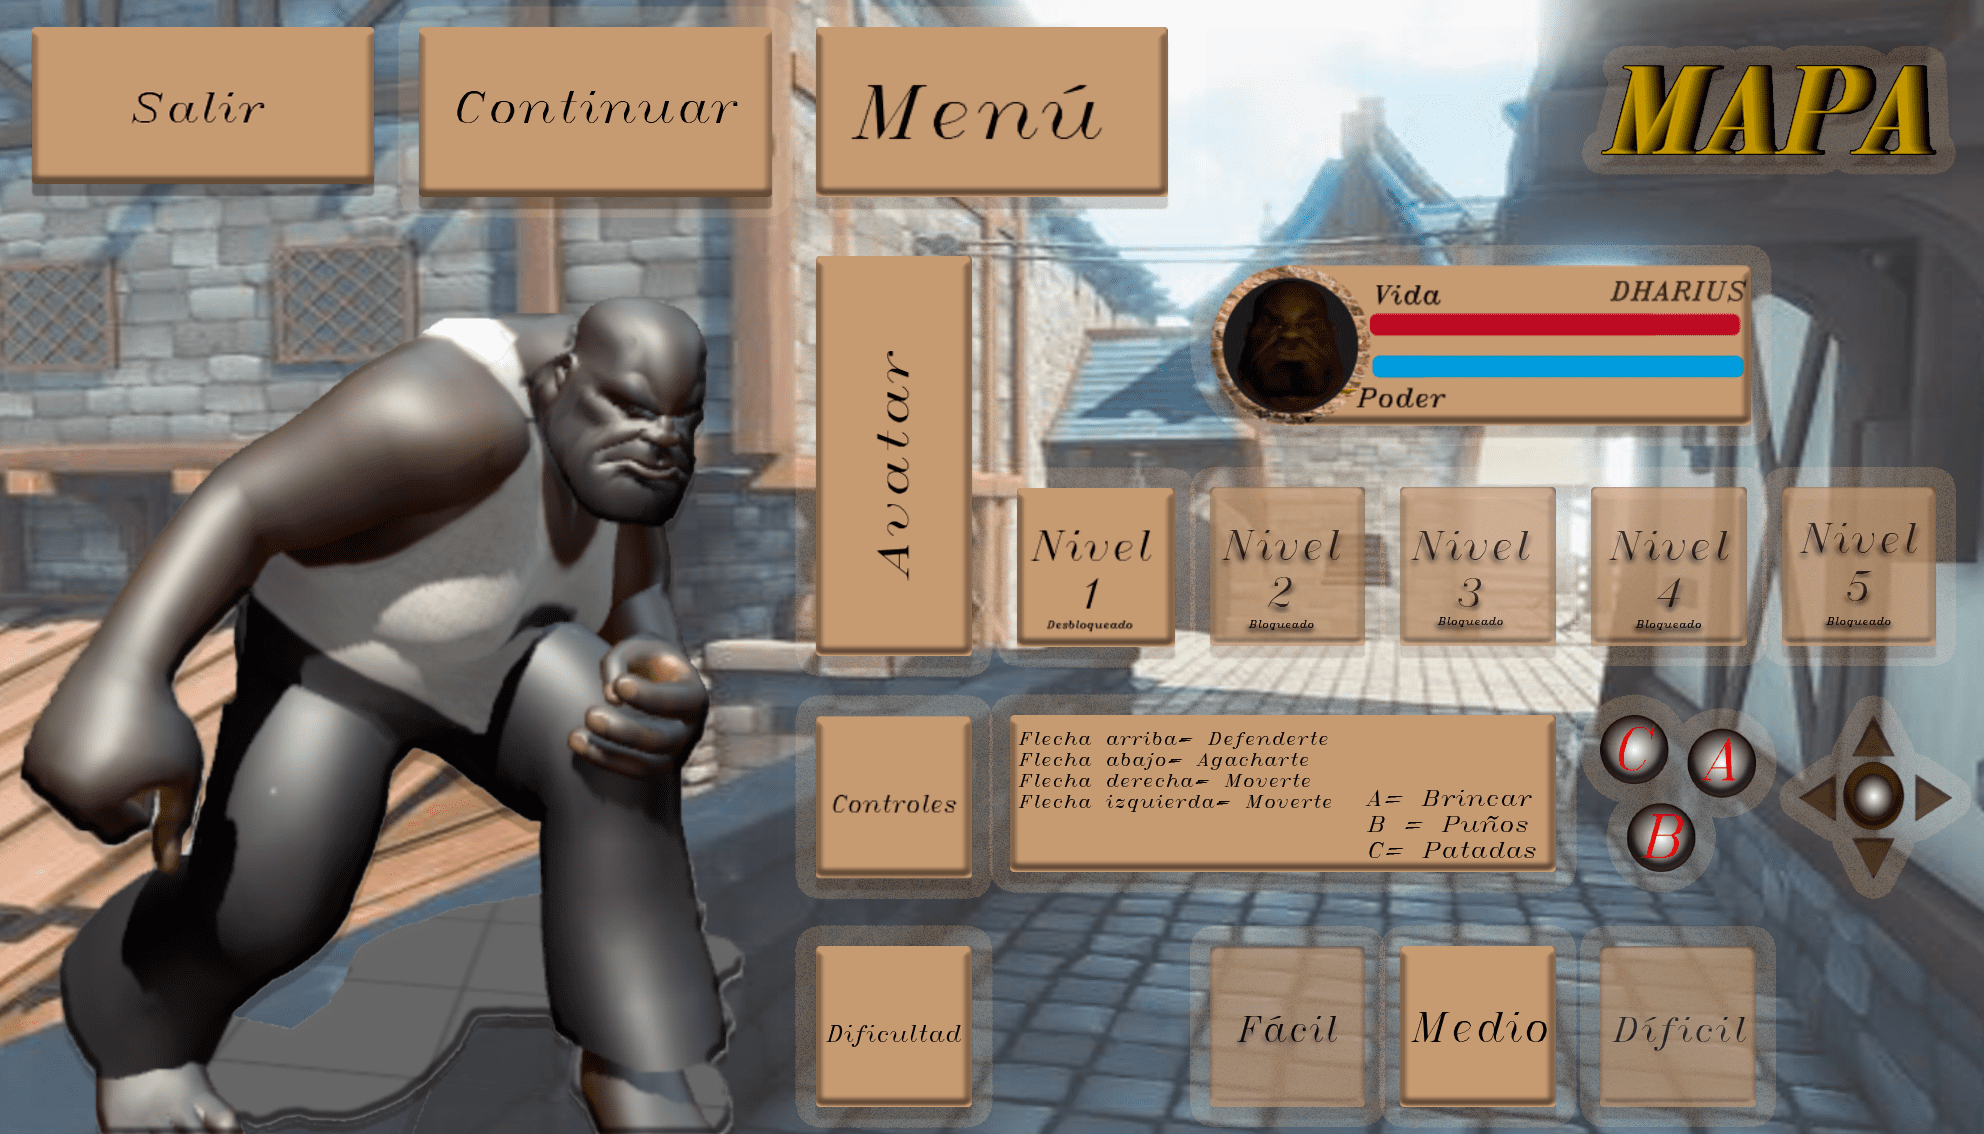 Salir
Continuar
Menú
MAPA
Vida
DHARIUS
Poder
Avatar
Nivel
1
Desbloqueado
Nivel
2
Bloqueado
Nivel
3
Bloqueado
Nivel
4
Bloqueado
Nivel
5
Bloqueado
Controles
Flecha arriba= Defenderte
Flecha abajo= Agacharte
Flecha derecha= Moverte
Flecha izquierda= Moverte
A= Brincar
B = Puños
C= Patadas
C
A
B
Dificultad
Fácil
Medio
Díficil